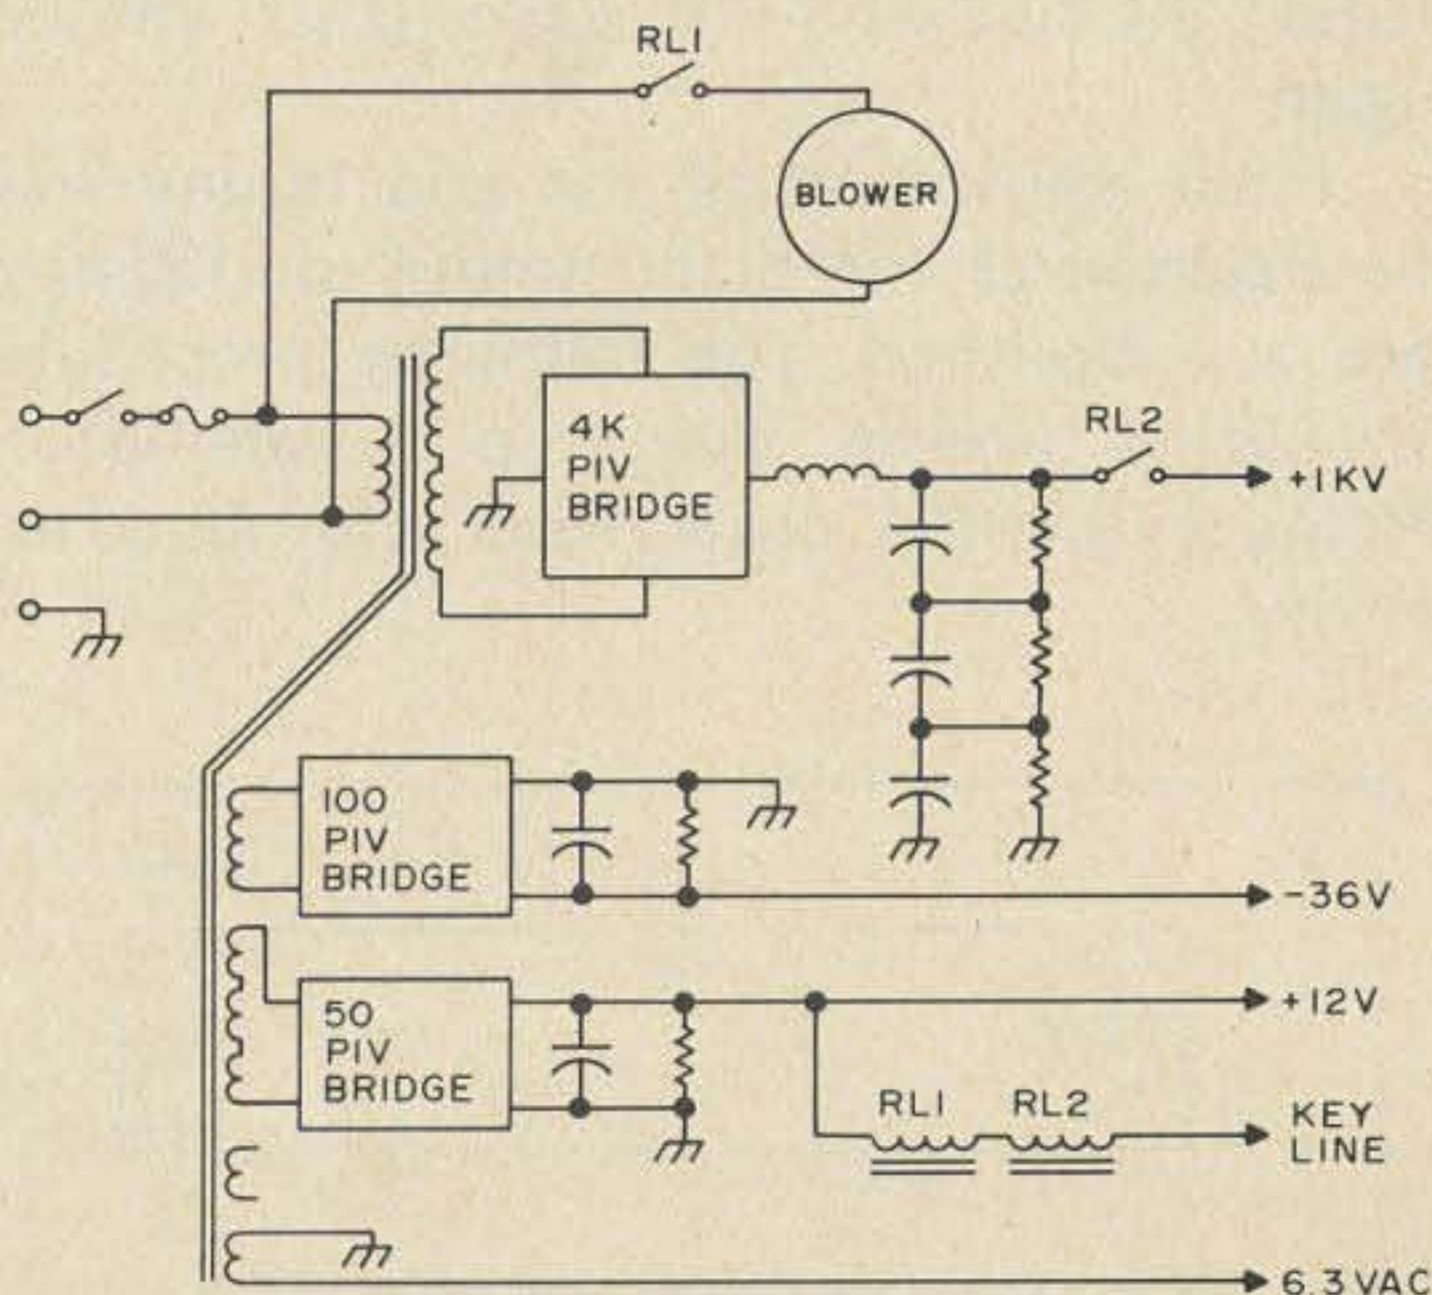 RL1
BLOWER
4K
PIV
BRIDGE
RL2
+1KV
100
PIV
BRIDGE
-36V
50
PIV
BRIDGE
+12V
RL1
RL2
KEY
LINE
6.3VAC